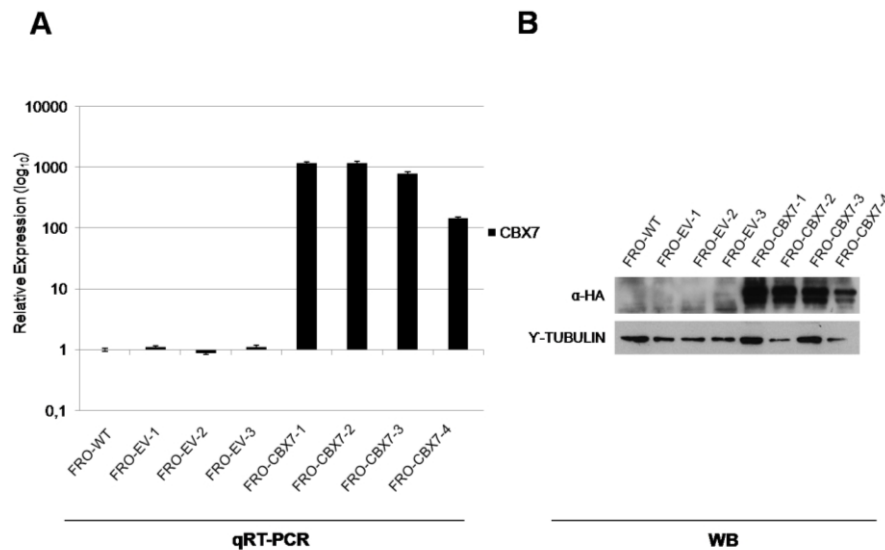 A
10000
1000
100
10
1
0,1
Relative Expression (log10)
CBX7
FRO-WT
FRO-EV-1
FRO-EV-2
FRO-EV-3
FRO-CBX7-1
FRO-CBX7-2
FRO-CBX7-3
FRO-CBX7-4
qRT-PCR
B
FRO-WT
FRO-EV-1
FRO-EV-2
FRO-EV-3
FRO-CBX7-1
FRO-CBX7-2
FRO-CBX7-3
FRO-CBX7-4
α-HA
Υ-TUBULIN
WB